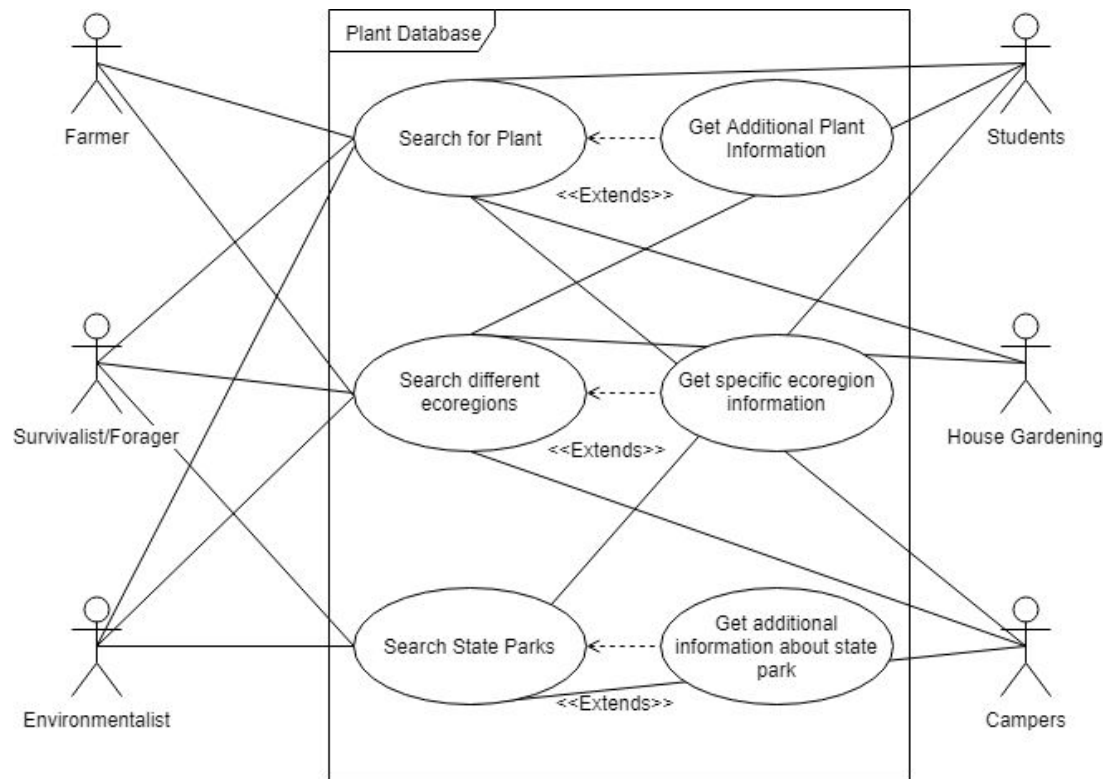 Plant Database
Farmer
Search for Plant
Get Additional Plant
Information
Students
<<Extends>>
Survivalist/Forager
Search different
ecoregions
Get specific ecoregion
information
House Gardening
<<Extends>>
Environmentalist
Search State Parks
Get additional
information about state
park
Campers
<<Extends>>